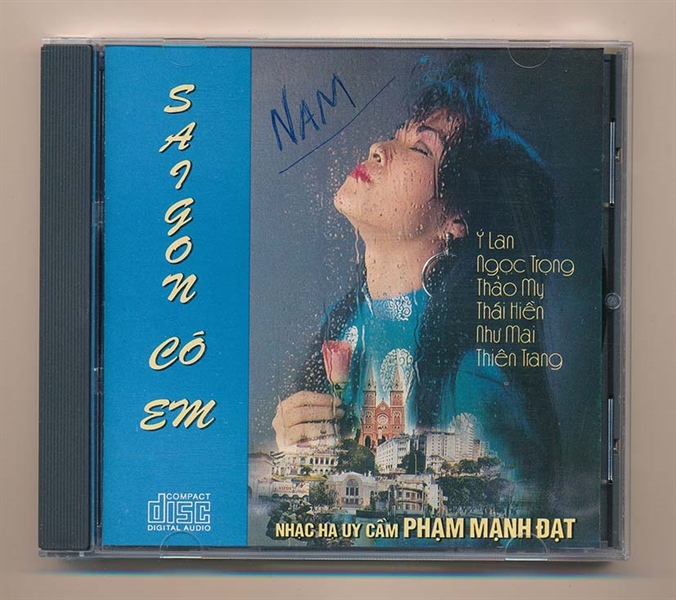 SAIGON
CÓ
EM
NAM
Ý Lan
Ngọc Trọng
Thảo My
Thái Hiền
Như Mai
Thiên Trang
COMPACT
disc
DIGITAL AUDIO
NHẠC HẠ UY CẦM PHẠM MẠNH ĐẠT